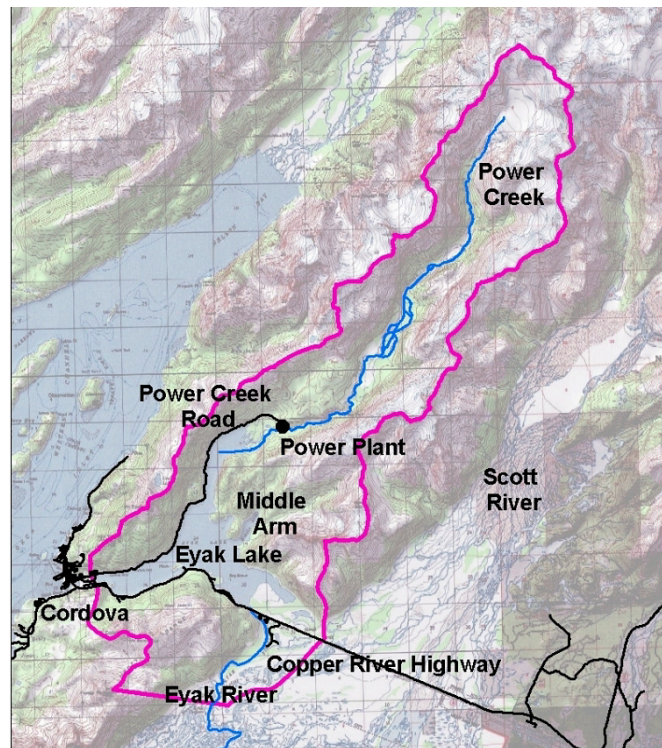 Power
Creek
Power Creek
Road
Power Plant
Scott
River
Middle
Arm
Eyak Lake
Cordova
Copper River Highway
Eyak River